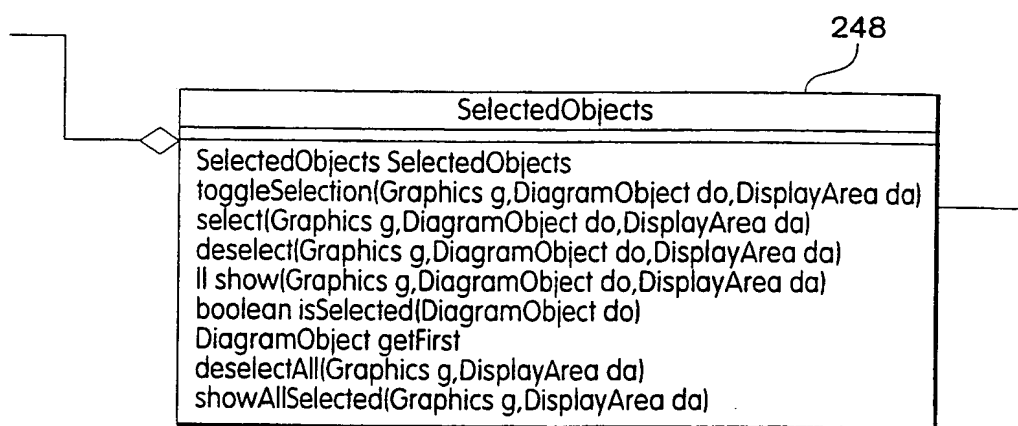 248
SelectedObjects
SelectedObjects SelectedObjects
toggleSelection(Graphics g,DiagramObject do,DisplayArea da)
select(Graphics g,DiagramObject do,DisplayArea da)
deselect(Graphics g,DiagramObject do,DisplayArea da)
ll show(Graphics g,DiagramObject do,DisplayArea da)
boolean isSelected(DiagramObject do)
DiagramObject getFirst
deselectAll(Graphics g,DisplayArea da)
showAllSelected(Graphics g,DisplayArea da)